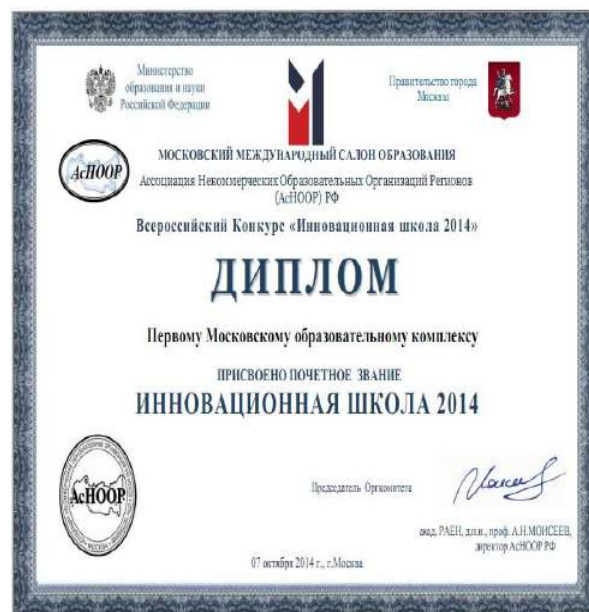 Министерство
образования и науки
Российской Федерации
Правительство города
Москвы
АсНООР
МОСКОВСКИЙ МЕЖДУНАРОДНЫЙ САЛОН ОБРАЗОВАНИЯ
Ассоциация Некоммерческих Образовательных Организаций Регионов
(АсНООР) РФ
Всероссийский Конкурс «Инновационная школа 2014»
ДИПЛОМ
Первому Московскому образовательному комплексу
ПРИСВОЕНО ПОЧЕТНОЕ ЗВАНИЕ
ИННОВАЦИОННАЯ ШКОЛА 2014
АсНООР
Председатель Оргкомитета
акад. РАЕН, д.п.н., проф. А.Н.МОИСЕЕВ,
директор АсНООР РФ
07 октября 2014 г., г.Москва